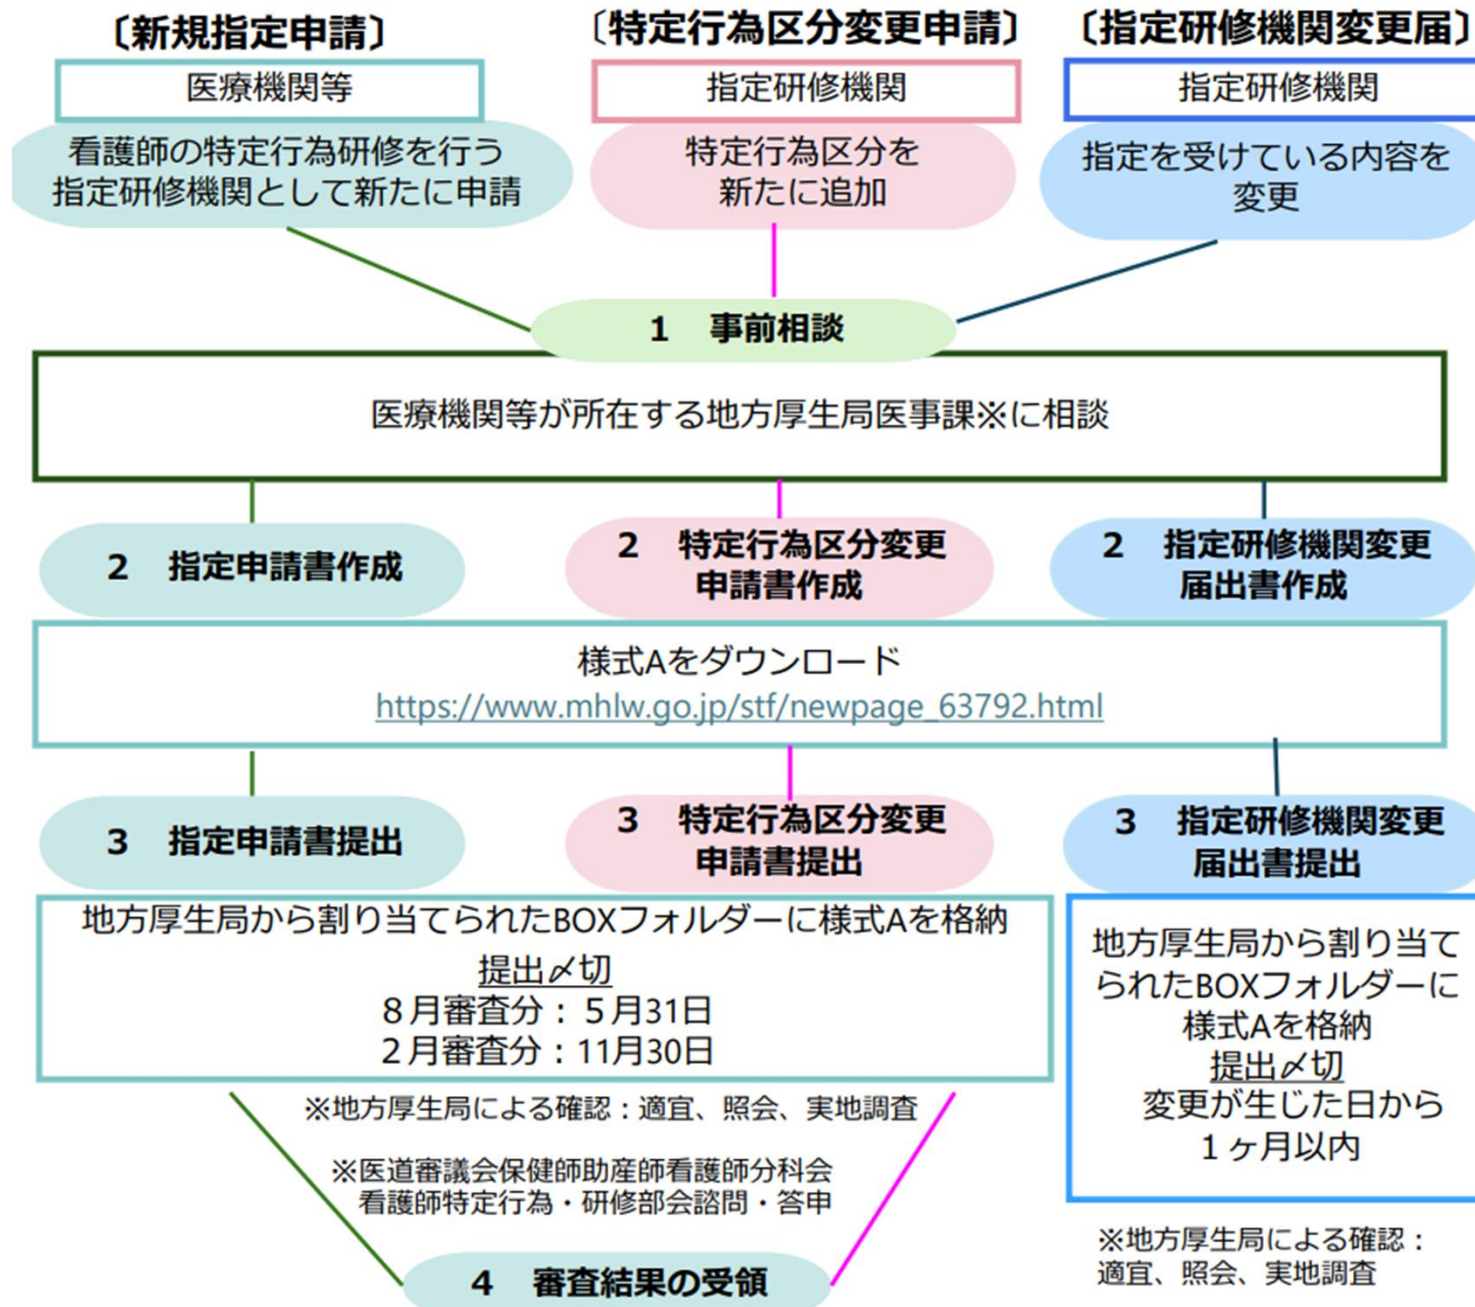 〔新規指定申請〕
〔特定行為区分変更申請〕
〔指定研修機関変更届〕
医療機関等
指定研修機関
指定研修機関
看護師の特定行為研修を行う
指定研修機関として新たに申請
特定行為区分を
新たに追加
指定を受けている内容を
変更
1 事前相談
医療機関等が所在する地方厚生局医事課※に相談
2 指定申請書作成
2 特定行為区分変更
申請書作成
2 指定研修機関変更
届出書作成
様式Aをダウンロード
https://www.mhlw.go.jp/stf/newpage_63792.html
3 指定申請書提出
3 特定行為区分変更
申請書提出
3 指定研修機関変更
届出書提出
地方厚生局から割り当てられたBOXフォルダーに様式Aを格納
提出〆切
8月審査分：5月31日
2月審査分：11月30日
地方厚生局から割り当て
られたBOXフォルダーに
様式Aを格納
提出〆切
変更が生じた日から
1ヶ月以内
※地方厚生局による確認：適宜、照会、実地調査
※医道審議会保健師助産師看護師分科会
看護師特定行為・研修部会諮問・答申
※地方厚生局による確認：
適宜、照会、実地調査
4 審査結果の受領